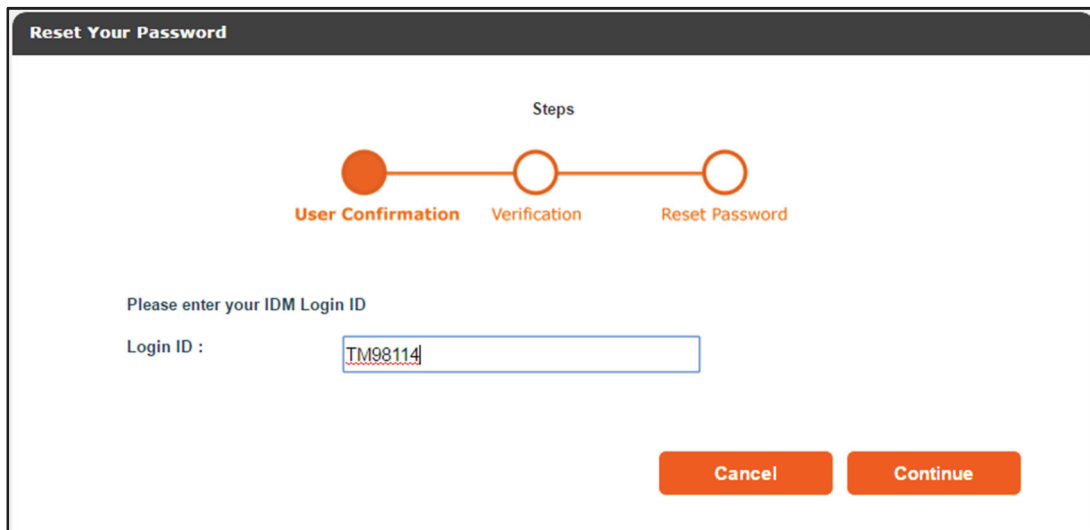 Reset Your Password
Steps
User Confirmation Verification Reset Password
Please enter your IDM Login ID
Login ID : TM98114
Cancel Continue